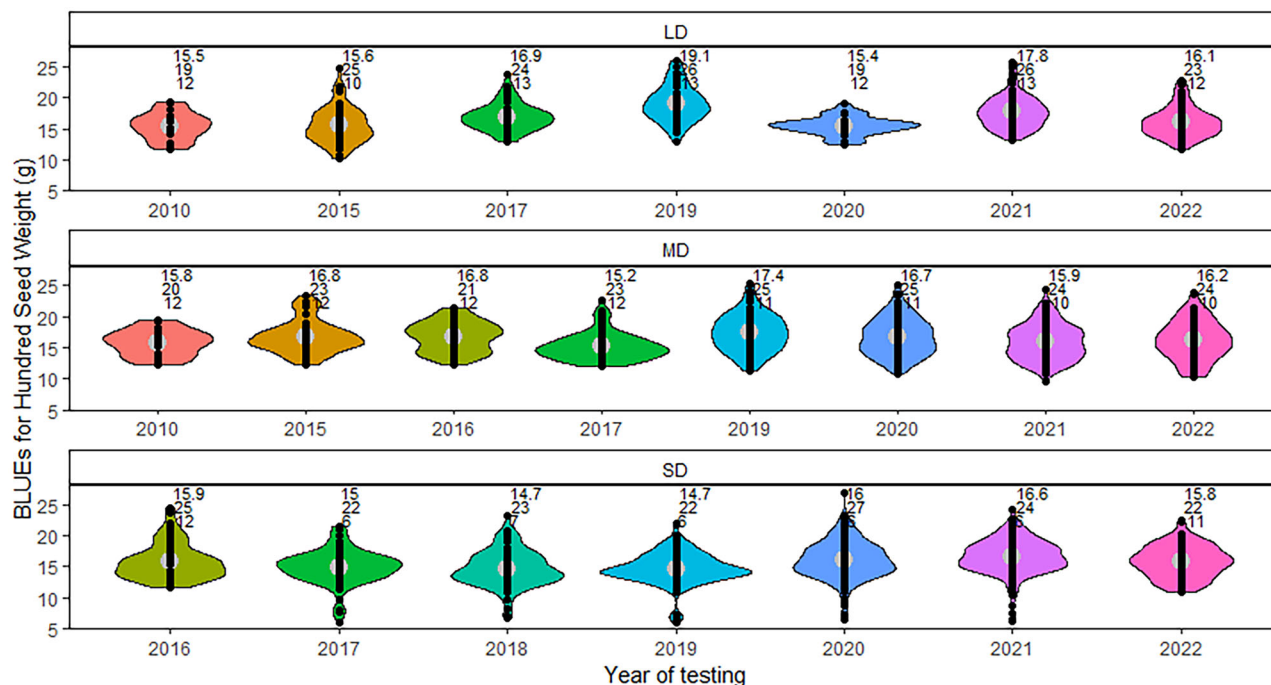 LD
15.5 15.6 16.9 19.1 15.4 17.8 16.1
25 19 25 24 26 19 26 23
20 12 10 13 13 12 13 12
15
10
5
2010 2015 2017 2019 2020 2021 2022
MD
15.8 16.8 16.8 15.2 17.4 16.7 15.9 16.2
25 20 23 21 23 25 25 24 24
20 12 12 12 12 11 11 10 10
15
10
5
2010 2015 2016 2017 2019 2020 2021 2022
SD
15.9 15 14.7 14.7 16 16.6 15.8
25 25 22 23 22 27 24 22
20 12 6 7 6 11
15
10
5
2016 2017 2018 2019 2020 2021 2022
Year of testing
BLUEs for Hundred Seed Weight (g)